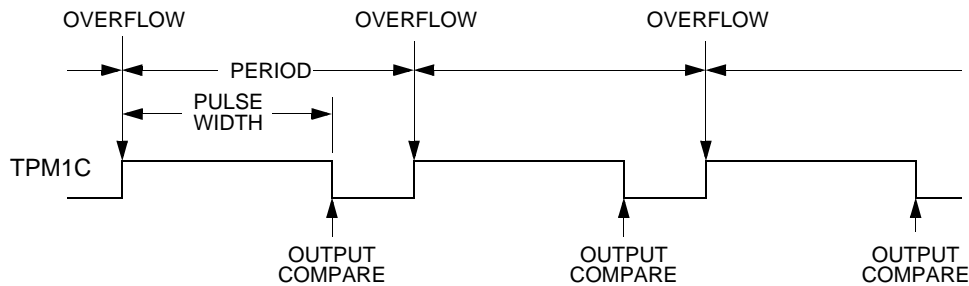 OVERFLOW OVERFLOW OVERFLOW
PERIOD
PULSE
WIDTH
TPM1C
OUTPUT
COMPARE
OUTPUT
COMPARE
OUTPUT
COMPARE